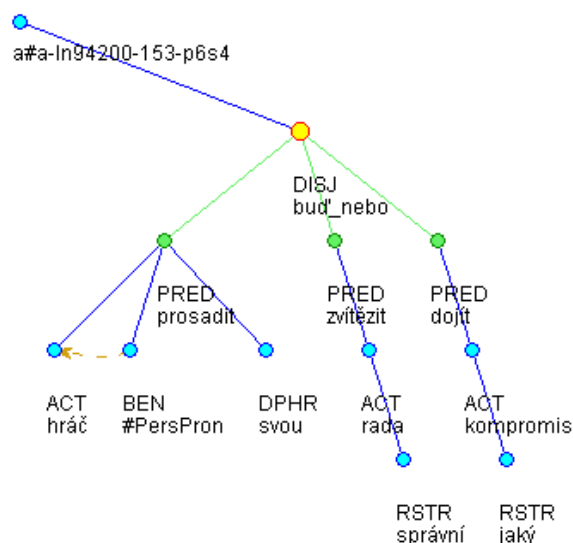 a#a-ln94200-153-p6s4
DISJ
buď_nebo
PRED
prosadit
PRED
zvítězit
PRED
dojít
ACT
hráč
BEN
#PersPron
DPHR
svou
ACT
rada
ACT
kompromis
RSTR
správní
RSTR
jaký